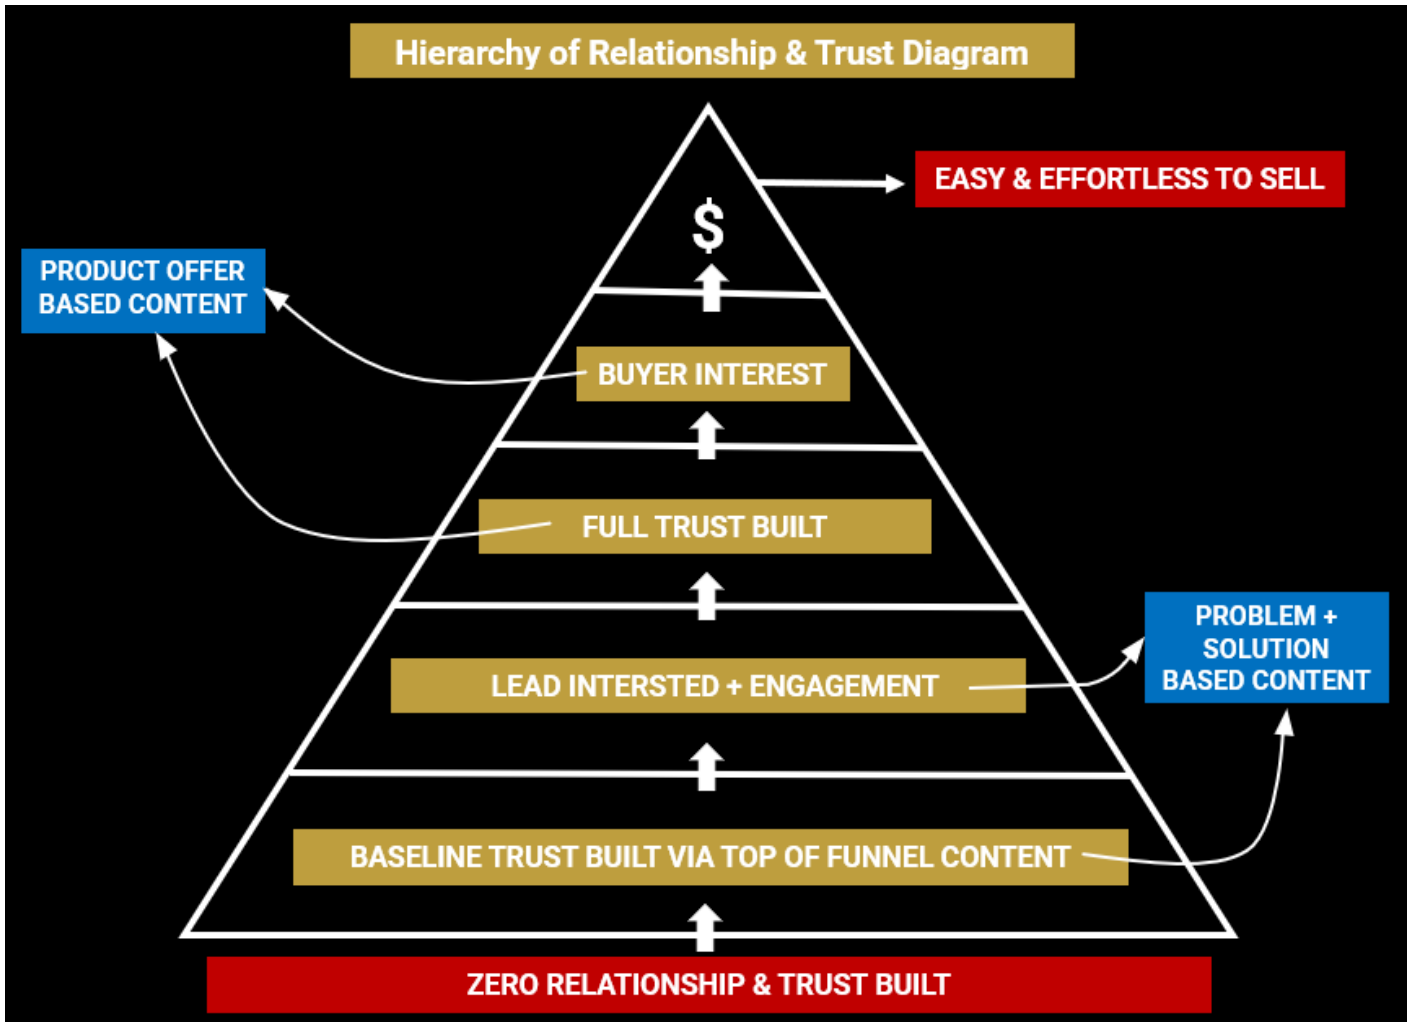 Hierarchy of Relationship & Trust Diagram
EASY & EFFORTLESS TO SELL
$
PRODUCT OFFER
BASED CONTENT
BUYER INTEREST
FULL TRUST BUILT
PROBLEM +
SOLUTION
BASED CONTENT
LEAD INTERSTED + ENGAGEMENT
BASELINE TRUST BUILT VIA TOP OF FUNNEL CONTENT
ZERO RELATIONSHIP & TRUST BUILT